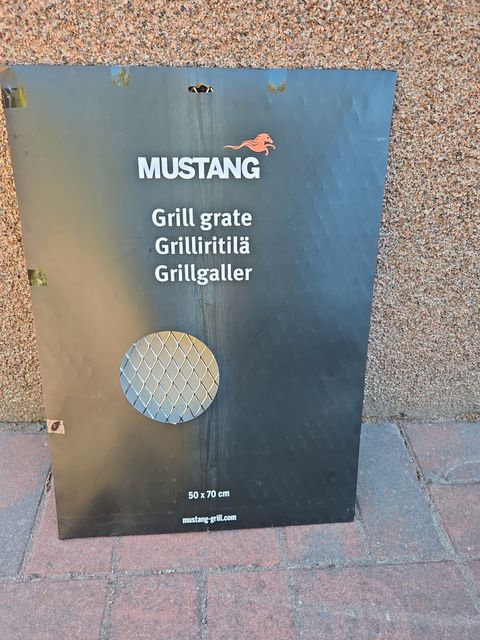 MUSTANG
Grill grate
Grilliritilä
Grillgaller
50 x 70 cm
mustang-grill.com